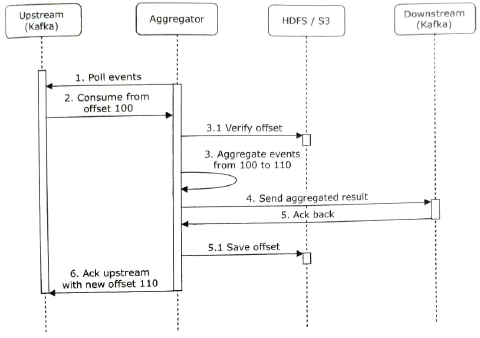 Upstream
(Kafka)
Aggregator
HDFS / S3
Downstream
(Kafka)
1. Poll events
2. Consume from
offset 100
3.1 Verify offset
3. Aggregate events
from 100 to 110
4. Send aggregated result
5. Ack back
5.1 Save offset
6. Ack upstream
with new offset 110